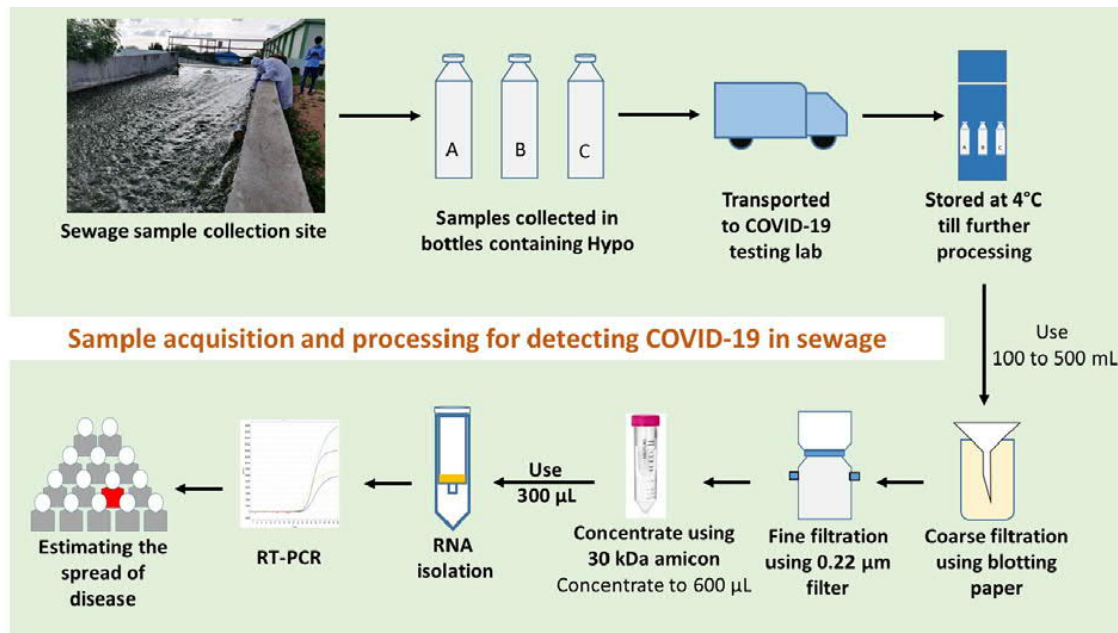 A
B
C
A
B
C
Sewage sample collection site
Samples collected in
bottles containing Hypo
Transported
to COVID-19
testing lab
Stored at 4°C
till further
processing
Sample acquisition and processing for detecting COVID-19 in sewage
Use
100 to 500 mL
Coarse filtration
using blotting
paper
Fine filtration
using 0.22 µm
filter
Concentrate using
30 kDa amicon
Concentrate to 600 µL
Use
300 µL
RNA
isolation
RT-PCR
Estimating the
spread of
disease